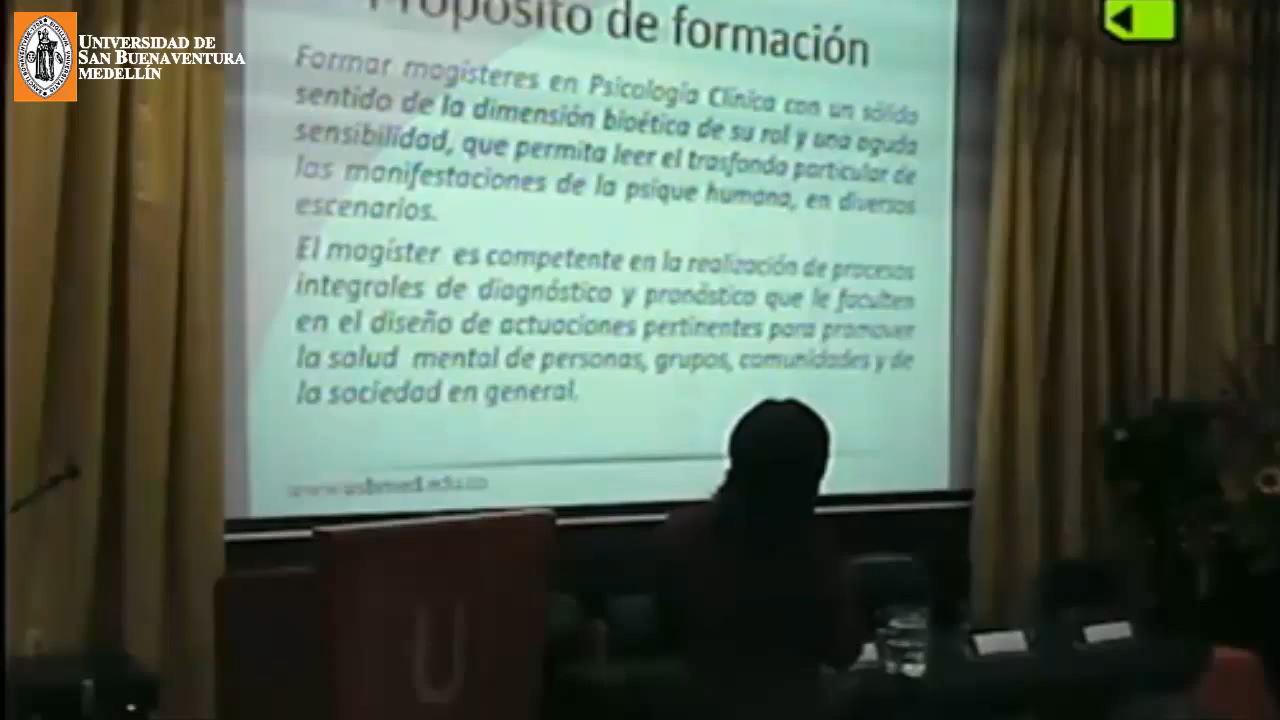 UNIVERSIDAD DE
SAN BUENAVENTURA
MEDELLÍN
Propósito de formación
Formar magísteres en Psicología Clínica con un sólido
sentido de la dimensión bioética de su rol y una aguda
sensibilidad, que permita leer el trasfondo particular de
las manifestaciones de la psique humana, en diversos
escenarios.
El magíster es competente en la realización de procesos
integrales de diagnóstico y pronóstico que le faculten
en el diseño de actuaciones pertinentes para promover
la salud mental de personas, grupos, comunidades y de
la sociedad en general.
www.usbmed.edu.co
U